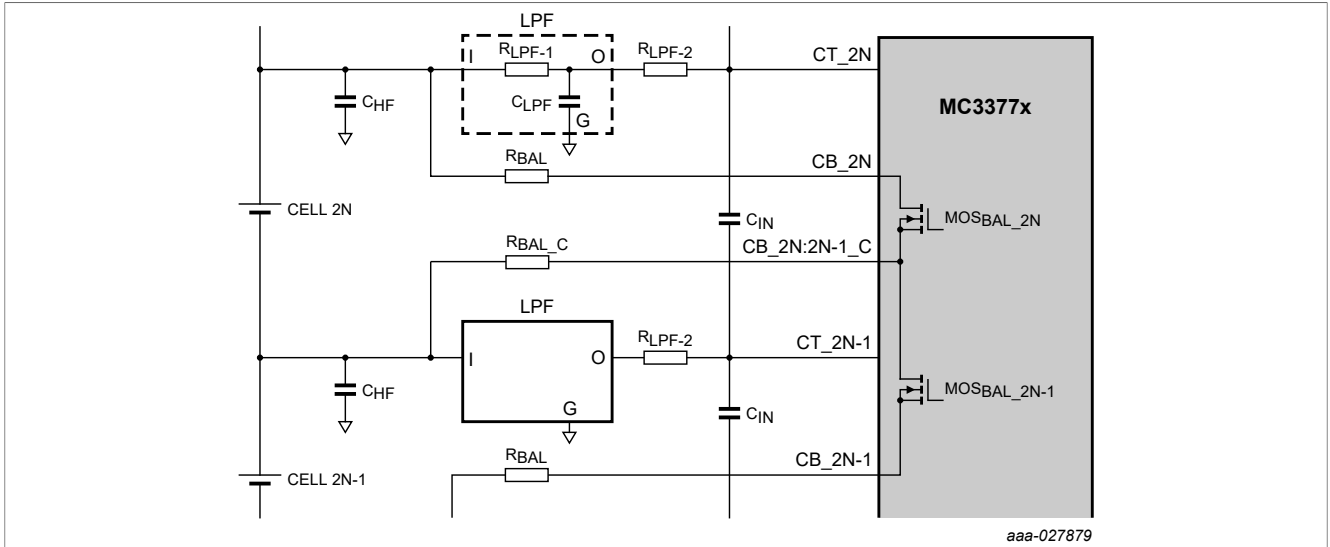 LPF
I
RLPF-1
O
RLPF-2
CT_2N
CHF
CLPF
G
MC3377x
RBAL
CB_2N
CELL 2N
CIN
MOSBAL_2N
RBAL_C
CB_2N:2N-1_C
LPF
I
O
RLPF-2
CT_2N-1
CHF
G
CIN
MOSBAL_2N-1
RBAL
CB_2N-1
CELL 2N-1
aaa-027879